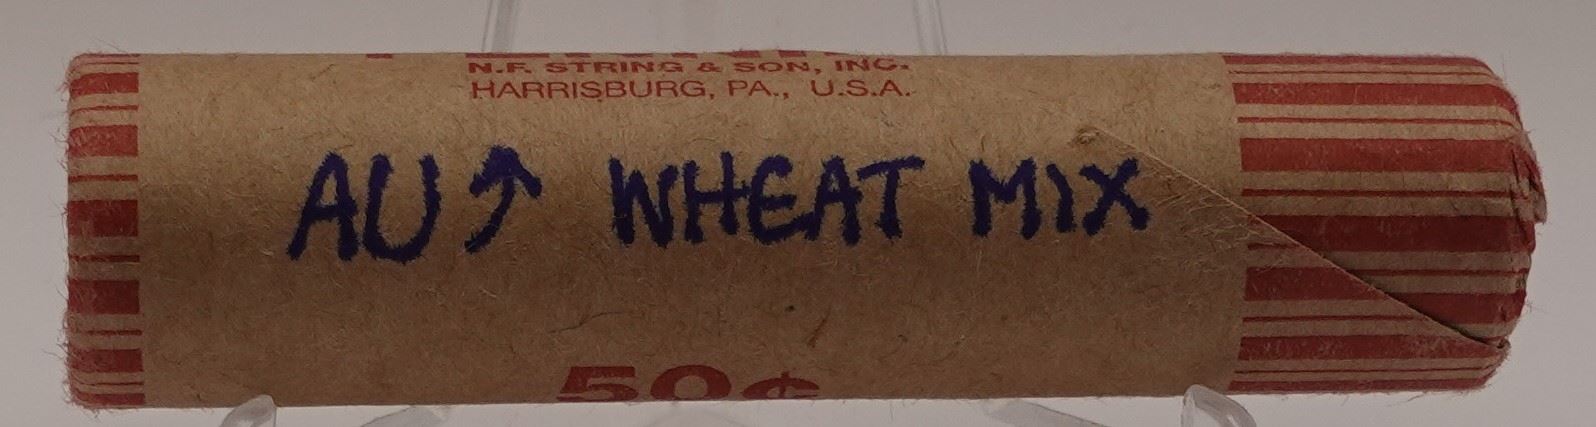 N.F. STRING & SON, INC.
HARRISBURG, PA., U.S.A.
AU↑ WHEAT MIX
50¢